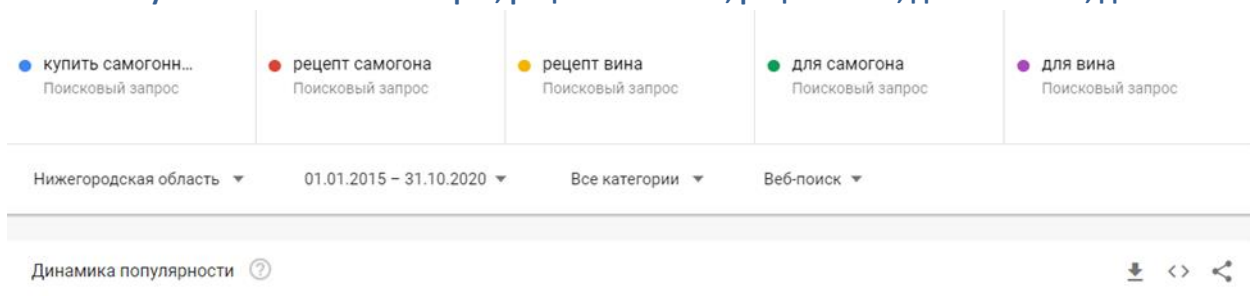 купить самогонн...
Поисковый запрос
рецепт самогона
Поисковый запрос
рецепт вина
Поисковый запрос
для самогона
Поисковый запрос
для вина
Поисковый запрос
Нижегородская область
01.01.2015 – 31.10.2020
Все категории
Веб-поиск
Динамика популярности